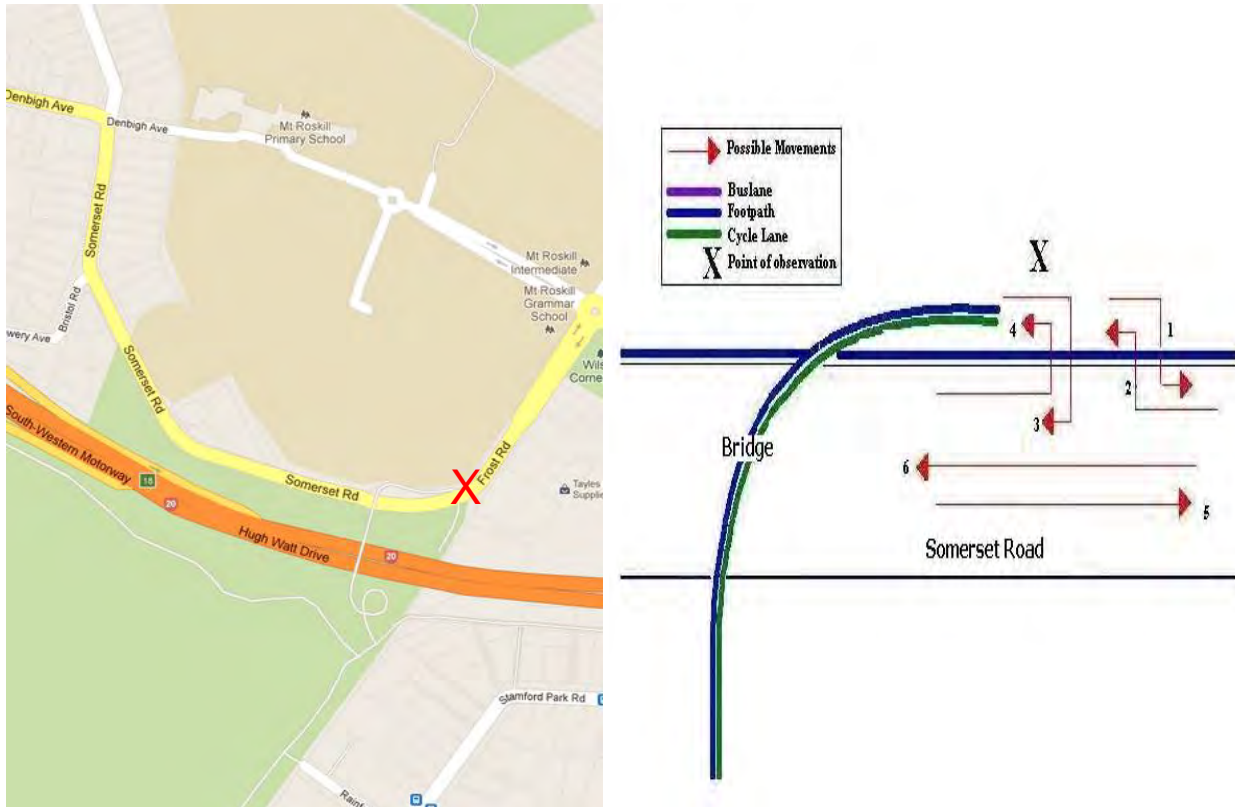 Denbigh Ave
Denbigh Ave
Mt Roskill
Primary School
Somerset Rd
Bristol Rd
wery Ave
Mt Roskill
Intermediate
Mt Roskill
Grammar
School
Wils
Corne
Somerset Rd
Frost Rd
X
Tayles
Supplie
South-Western Motorway
18
20
Somerset Rd
Hugh Watt Drive
20
Stamford Park Rd
Possible Movements
Buslane
Footpath
Cycle Lane
X Point of observation
X
4
1
2
3
Bridge
6
5
Somerset Road